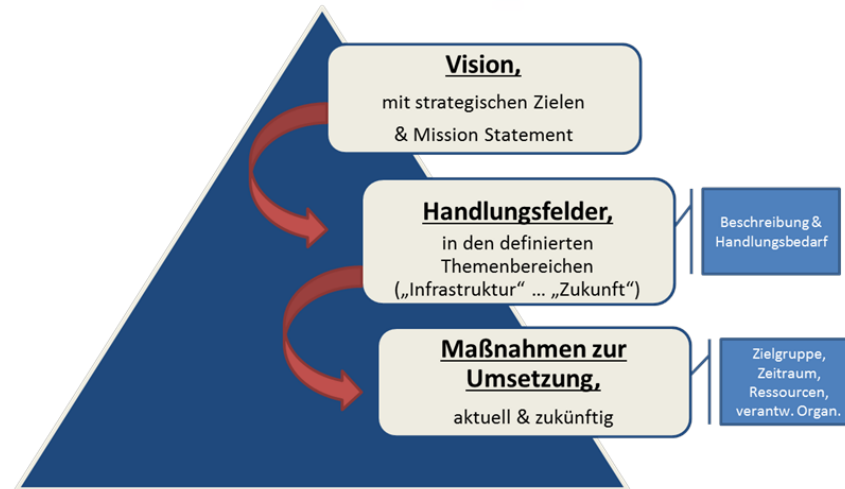 Vision,
mit strategischen Zielen
& Mission Statement
Handlungsfelder,
in den definierten
Themenbereichen
(„Infrastruktur“ ... „Zukunft“)
Beschreibung &
Handlungsbedarf
Maßnahmen zur
Umsetzung,
aktuell & zukünftig
Zielgruppe,
Zeitraum,
Ressourcen,
verantw. Organ.